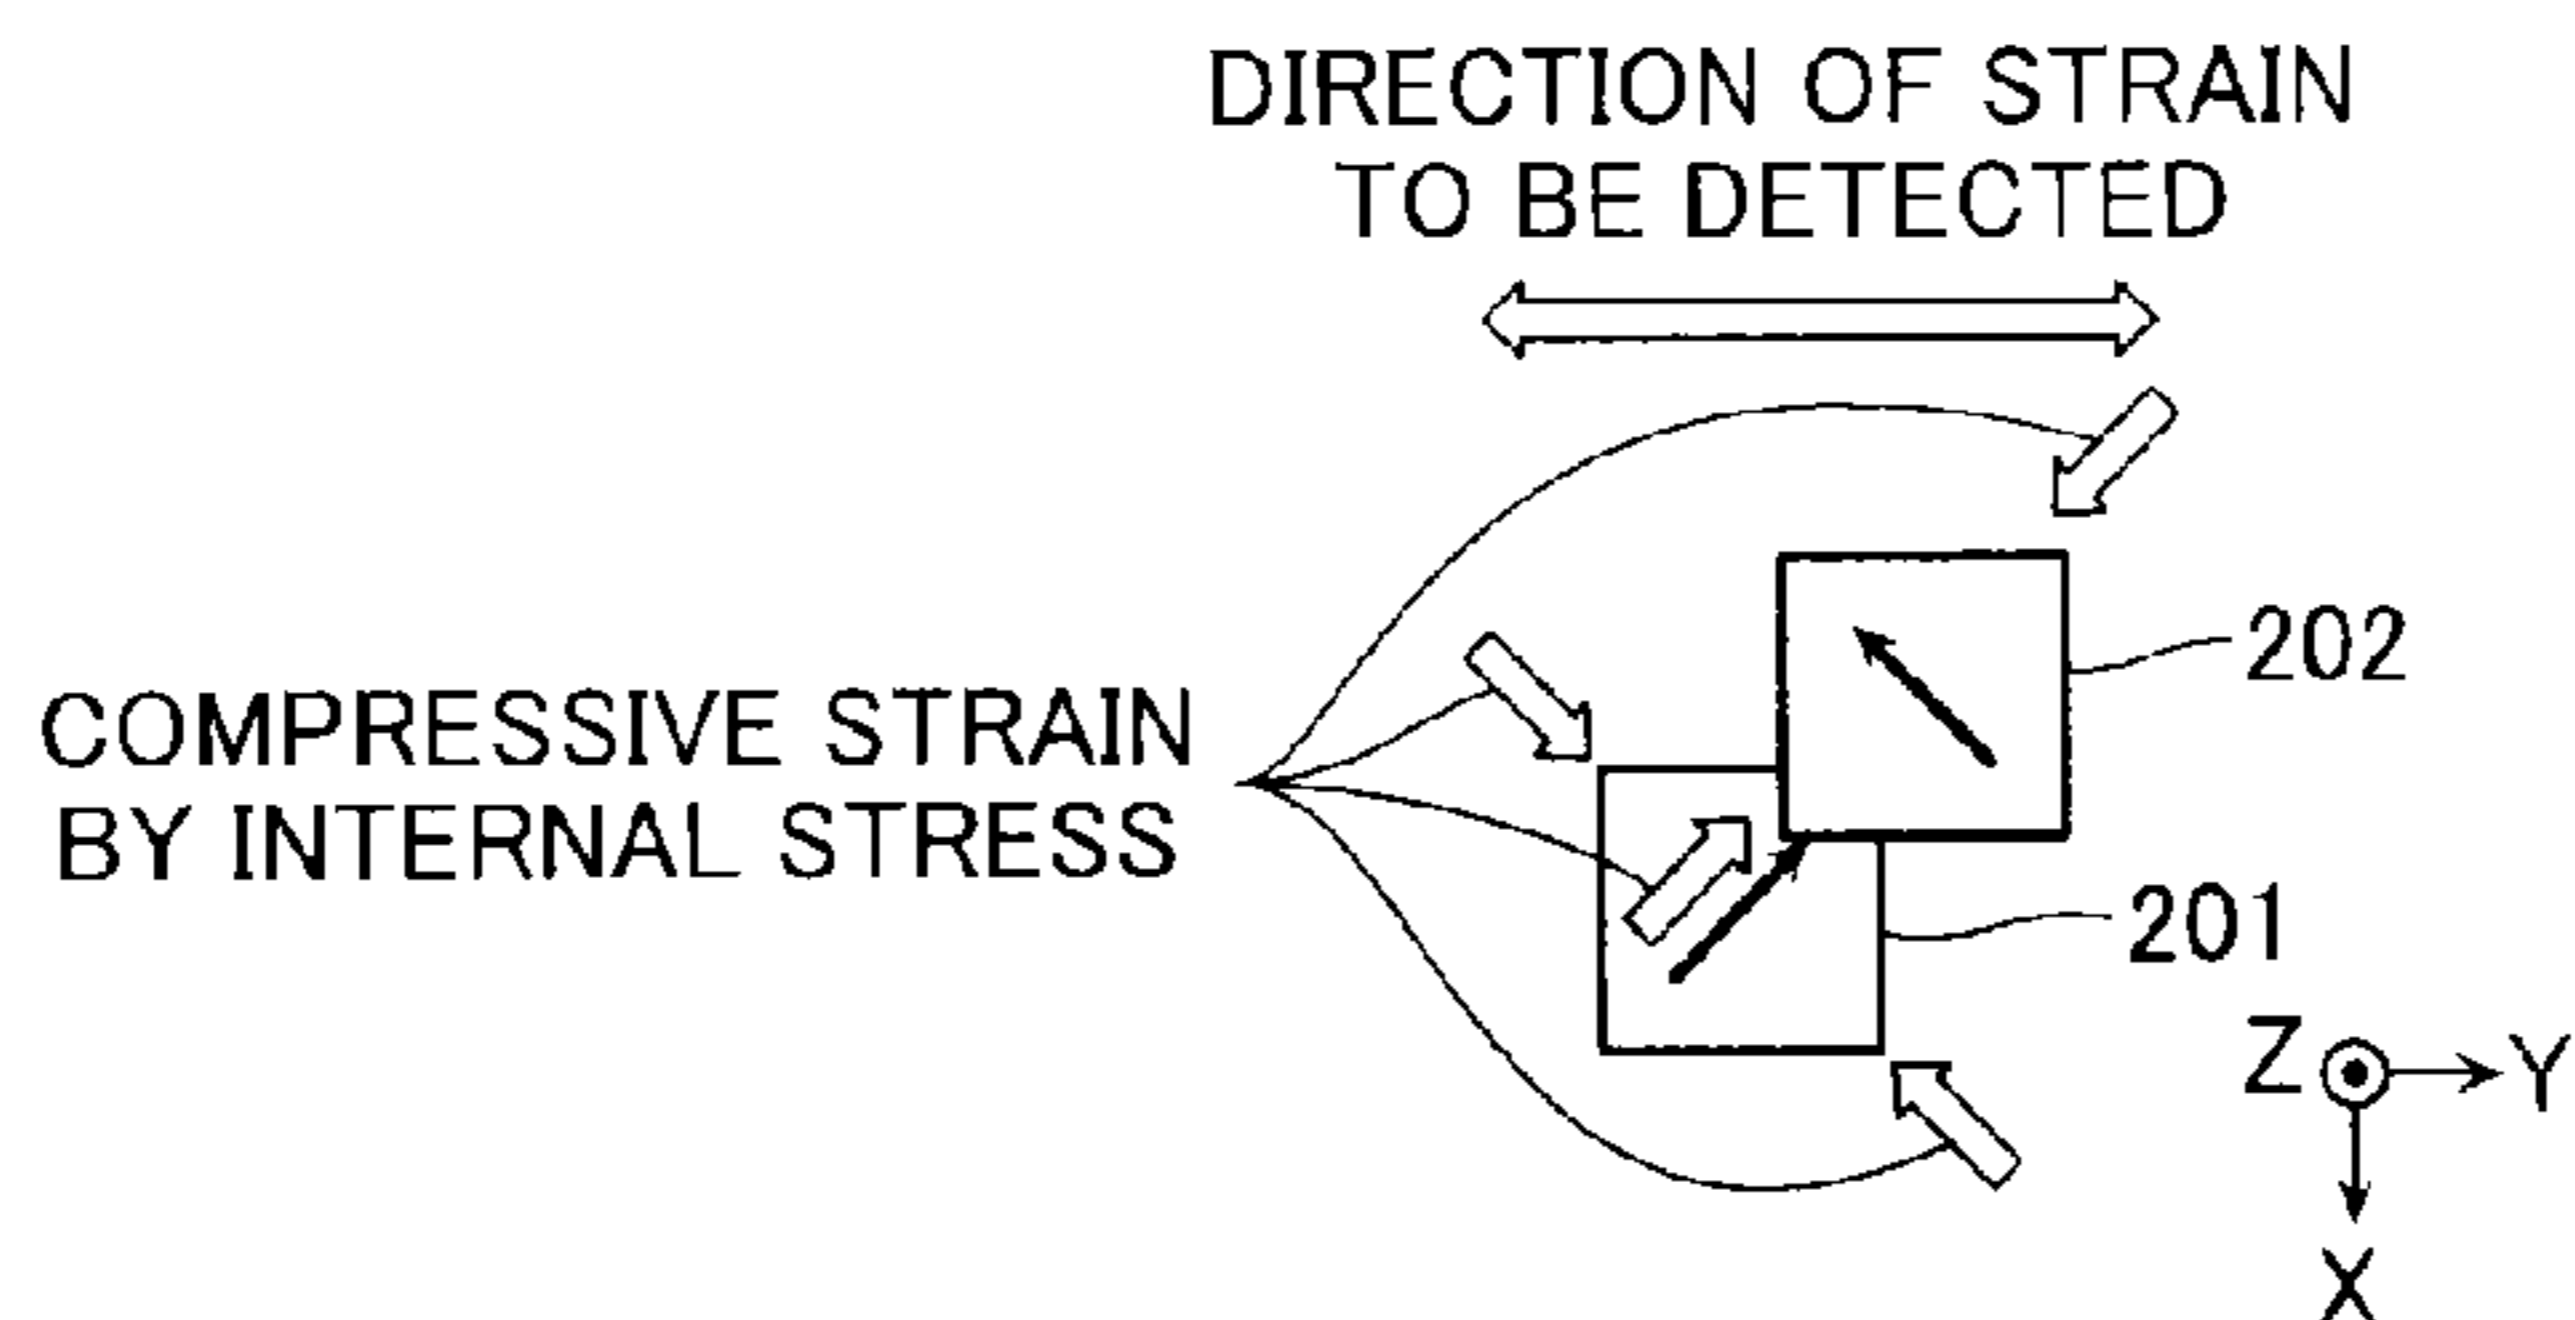 DIRECTION OF STRAIN
TO BE DETECTED
202
COMPRESSIVE STRAIN
BY INTERNAL STRESS
201
Z
Y
X